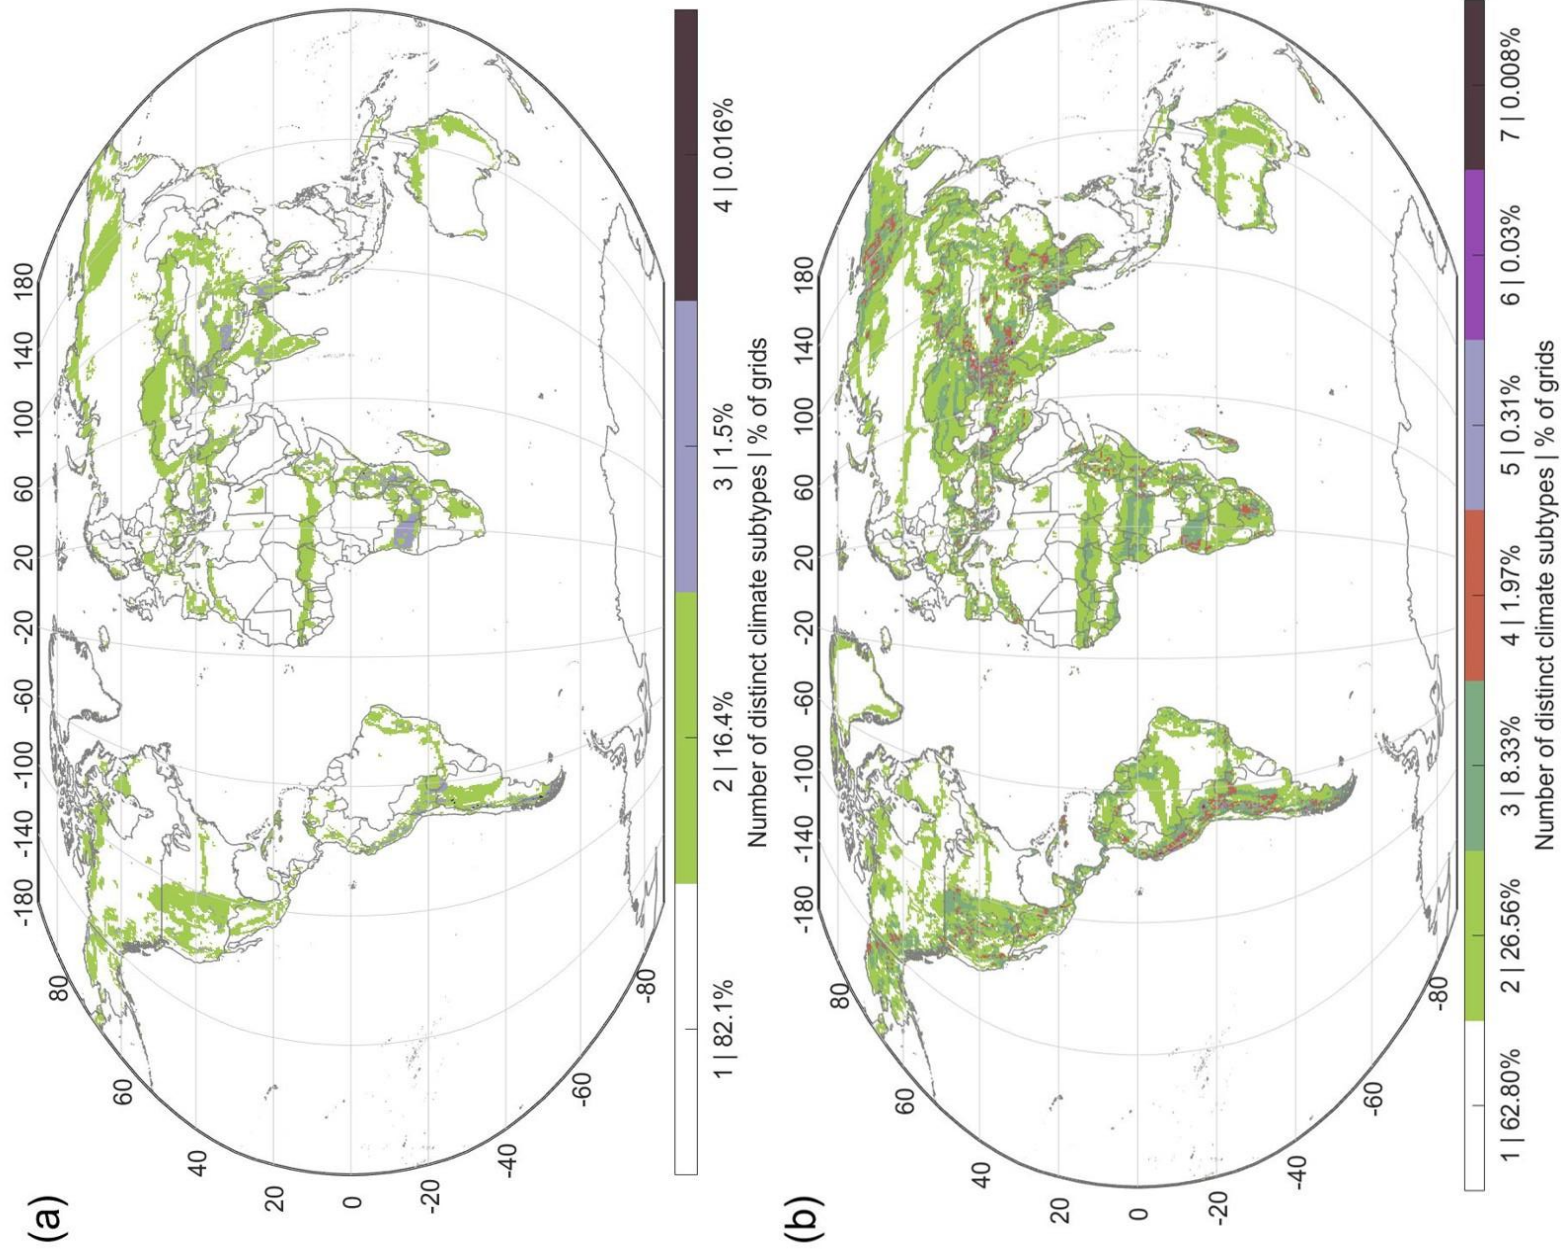 (a)
-180 -140 -100 -60 -20 20 60 100 140 180
80
60
40
20
0
-20
-40
-60
-80
1 | 82.1% 2 | 16.4% 3 | 1.5% 4 | 0.016%
Number of distinct climate subtypes | % of grids
(b)
-180 -140 -100 -60 -20 20 60 100 140 180
80
60
40
20
0
-20
-40
-60
-80
1 | 62.80% 2 | 26.56% 3 | 8.33% 4 | 1.97% 5 | 0.31% 6 | 0.03% 7 | 0.008%
Number of distinct climate subtypes | % of grids